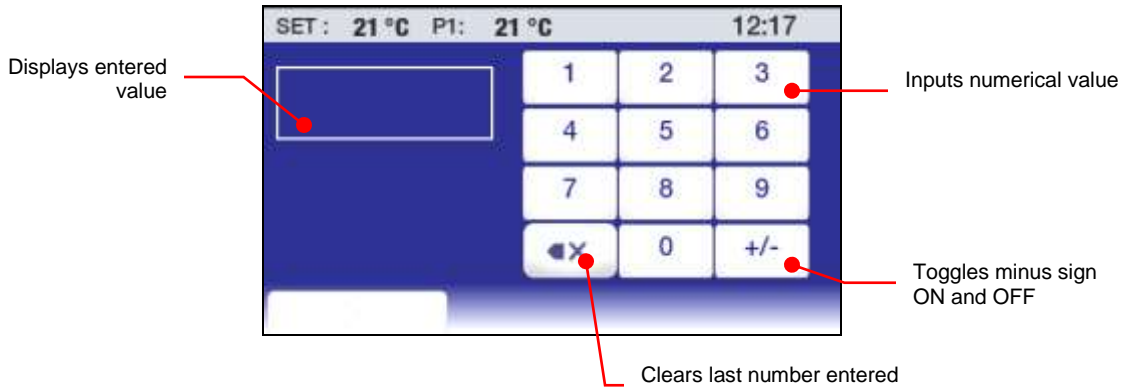 SET : 21 °C P1: 21 °C 12:17
Displays entered
value
1 2 3
Inputs numerical value
4 5 6
7 8 9
0 +/-
Toggles minus sign
ON and OFF
Clears last number entered